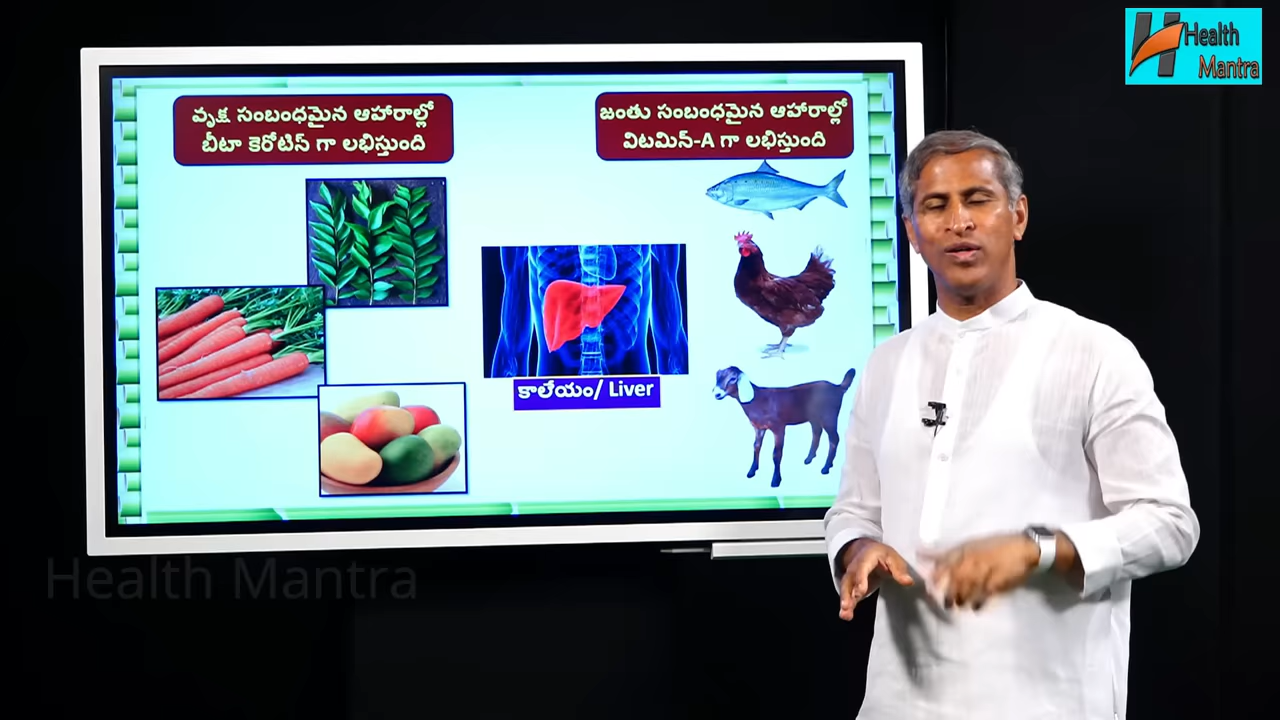 Health
Mantra
వృక్ష సంబంధమైన ఆహారాల్లో
బీటా కెరోటిస్ గా లభిస్తుంది
జంతు సంబంధమైన ఆహారాల్లో
విటమిన్-A గా లభిస్తుంది
కాలేయం/ Liver
Health Mantra